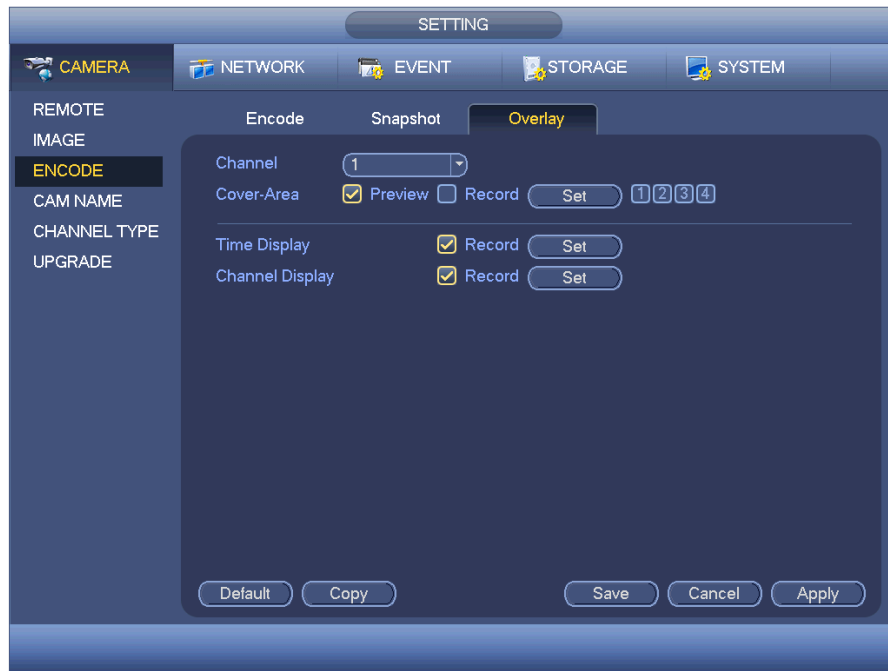 SETTING
CAMERA NETWORK EVENT STORAGE SYSTEM
REMOTE
IMAGE
ENCODE
CAM NAME
CHANNEL TYPE
UPGRADE
Encode Snapshot Overlay
Channel 1
Cover-Area Preview Record Set 1 2 3 4
Time Display Record Set
Channel Display Record Set
Default Copy Save Cancel Apply